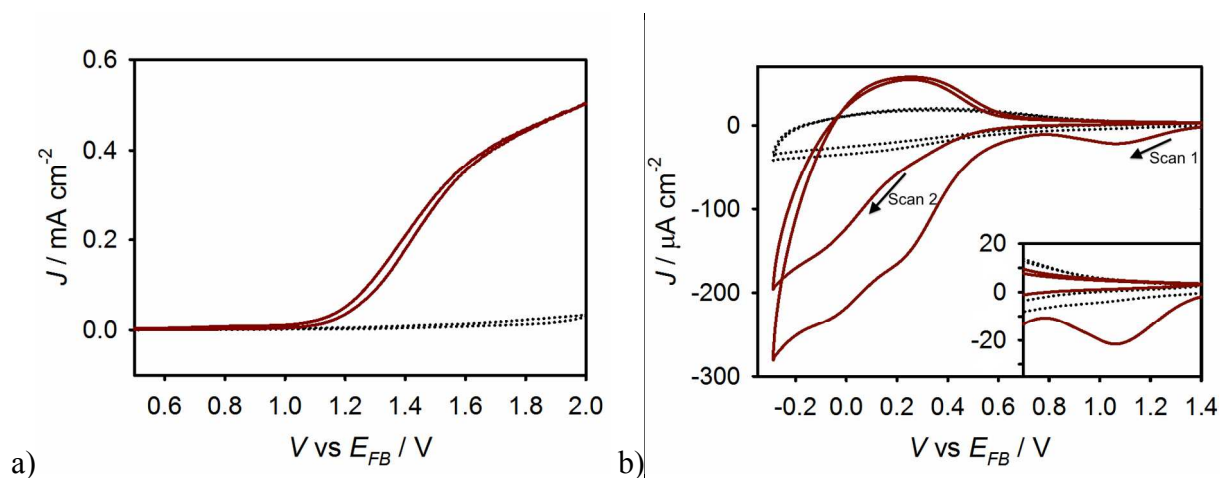 0.6
0.4
0.2
0.0
J / mA cm⁻²
0.6 0.8 1.0 1.2 1.4 1.6 1.8 2.0
V vs E_FB / V
a)
0
-100
-200
-300
J / µA cm⁻²
Scan 1
Scan 2
20
0
-20
-0.2 0.0 0.2 0.4 0.6 0.8 1.0 1.2 1.4
V vs E_FB / V
b)